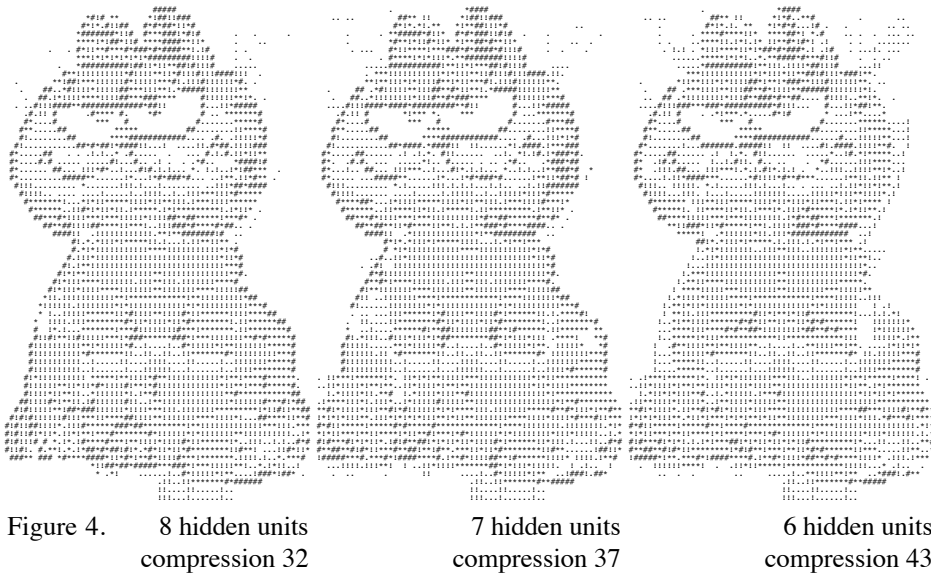 Figure 4. 8 hidden units 7 hidden units 6 hidden units
compression 32 compression 37 compression 43